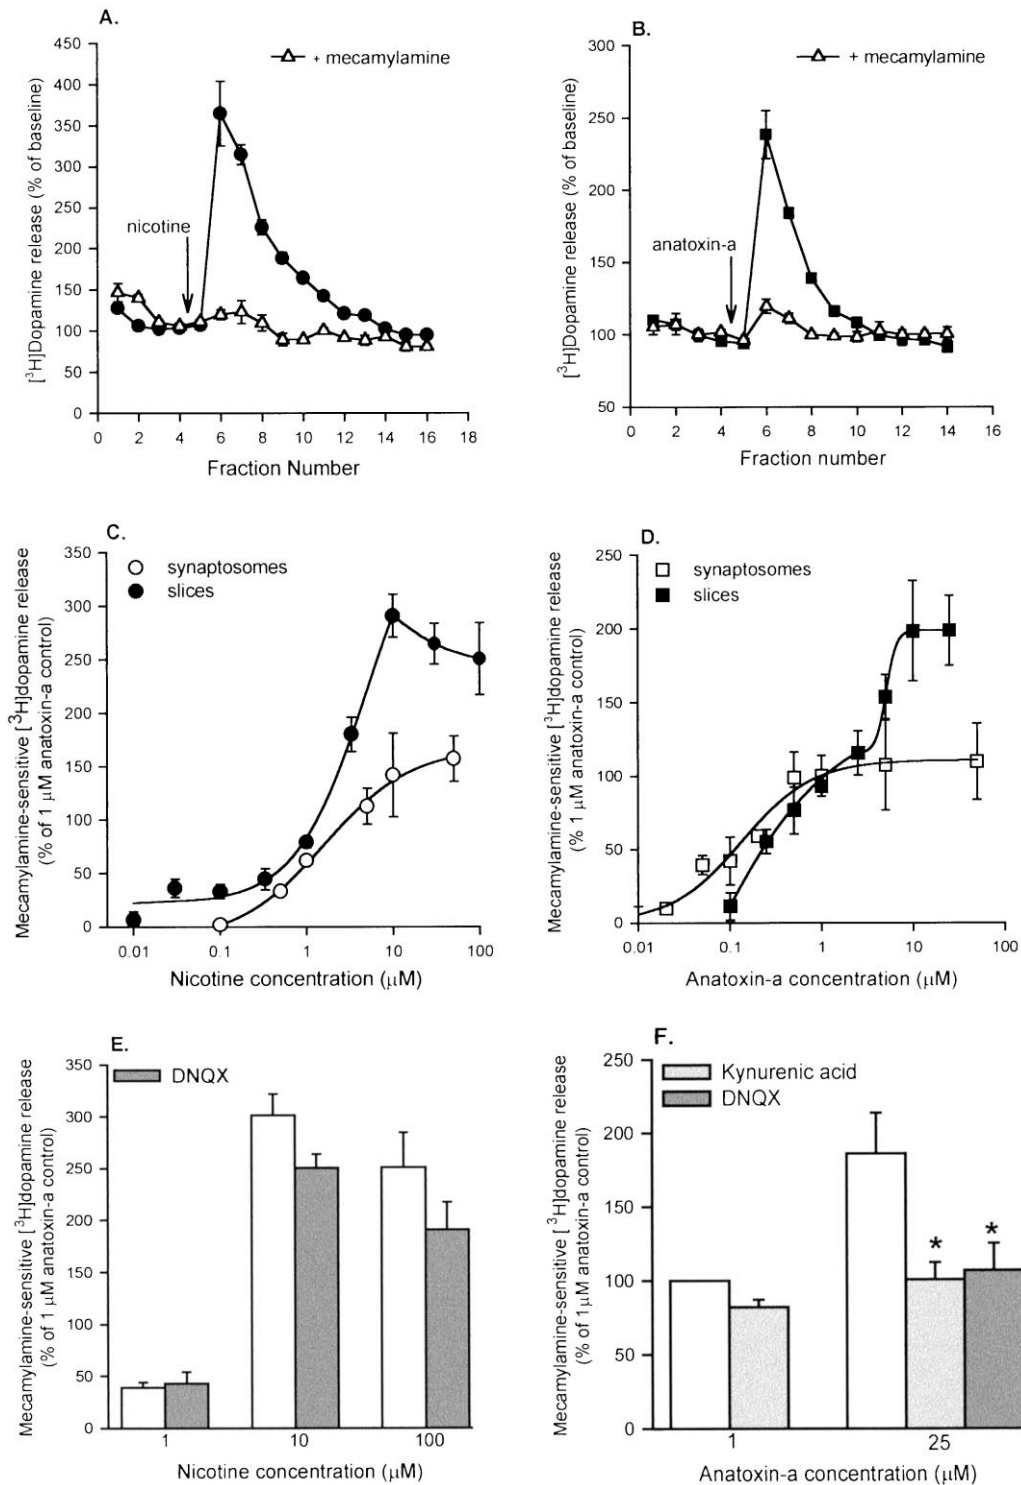 A.
450
400
350
300
250
200
150
100
50
0
+ mecamylamine
nicotine
[³H]Dopamine release (% of baseline)
0 2 4 6 8 10 12 14 16 18
Fraction Number
B.
300
250
200
150
100
50
+ mecamylamine
anatoxin-a
[³H]Dopamine release (% of baseline)
0 2 4 6 8 10 12 14 16
Fraction number
C.
350
300
250
200
150
100
50
0
synaptosomes
slices
Mecamylamine-sensitive [³H]dopamine release
(% of 1 μM anatoxin-a control)
0.01 0.1 1 10 100
Nicotine concentration (μM)
D.
250
200
150
100
50
0
synaptosomes
slices
Mecamylamine-sensitive [³H]dopamine release
(% 1 μM anatoxin-a control)
0.01 0.1 1 10 100
Anatoxin-a concentration (μM)
E.
350
300
250
200
150
100
50
0
DNQX
Mecamylamine-sensitive [³H]dopamine release
(% of 1 μM anatoxin-a control)
1 10 100
Nicotine concentration (μM)
F.
250
200
150
100
50
0
Kynurenic acid
DNQX
* *
Mecamylamine-sensitive [³H]dopamine release
(% of 1 μM anatoxin-a control)
1 25
Anatoxin-a concentration (μM)